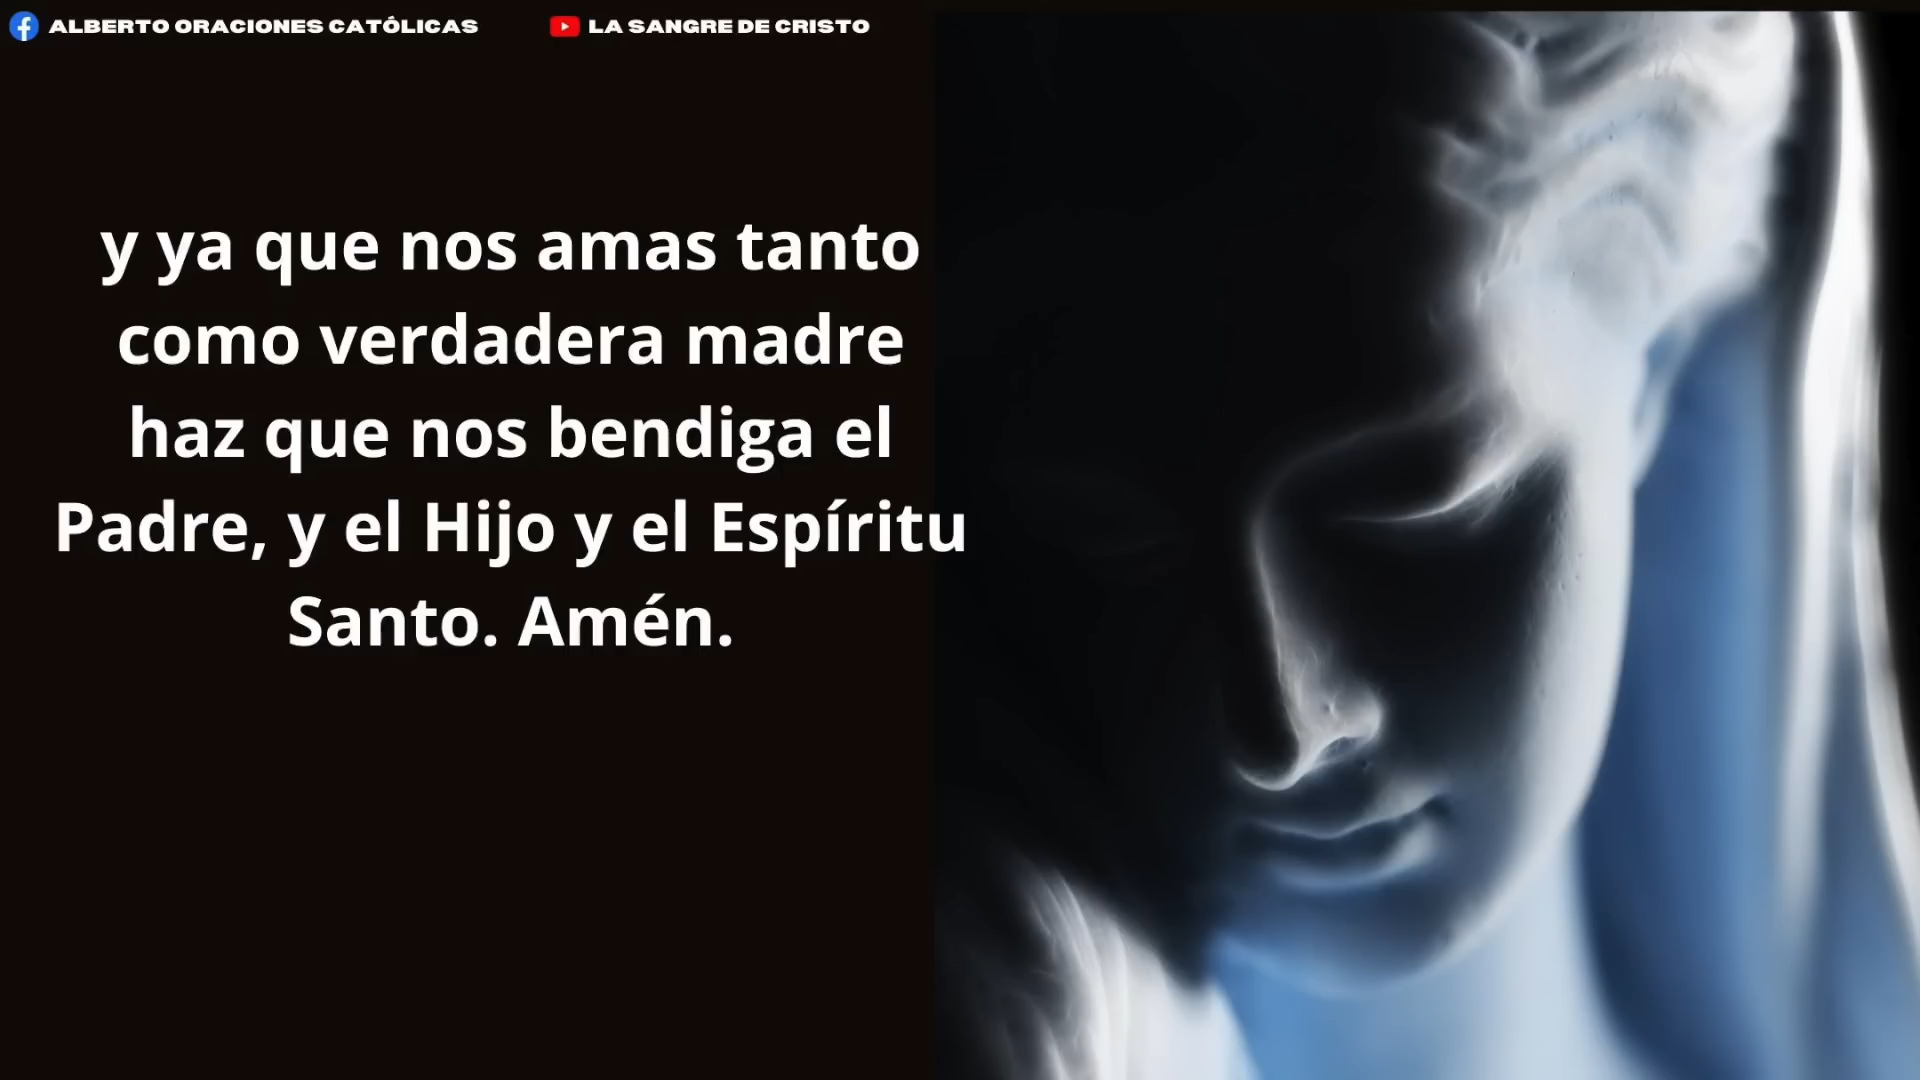 ALBERTO ORACIONES CATÓLICAS
LA SANGRE DE CRISTO
y ya que nos amas tanto
como verdadera madre
haz que nos bendiga el
Padre, y el Hijo y el Espíritu
Santo. Amén.